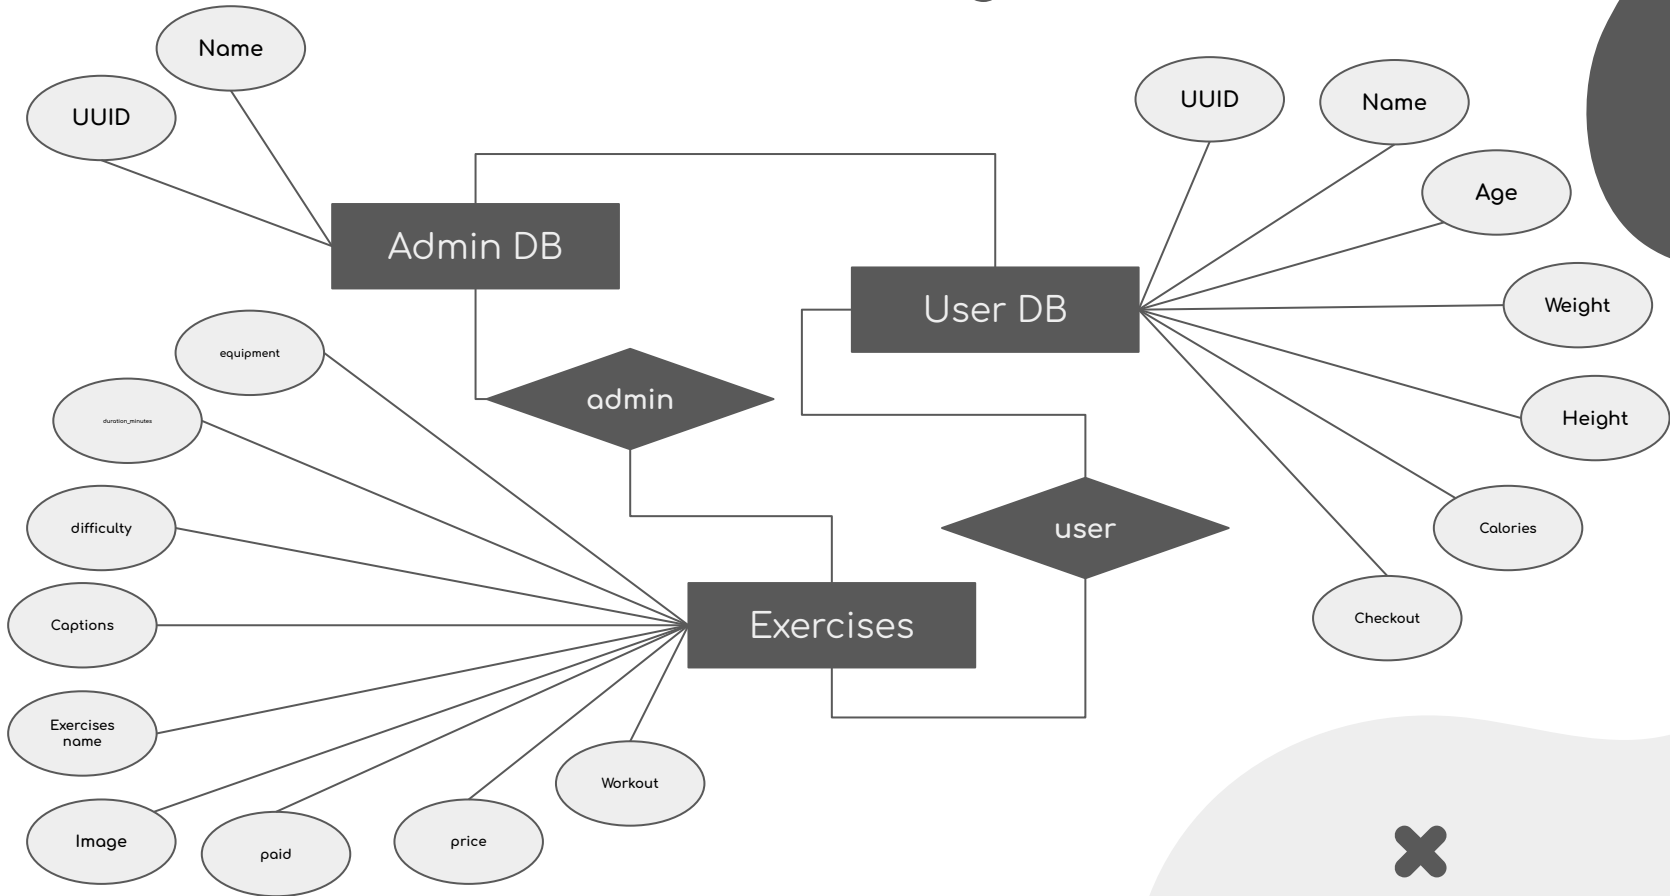 Name
UUID
UUID
Name
Age
Admin DB
User DB
Weight
equipment
admin
duration_minutes
Height
difficulty
user
Calories
Captions
Exercises
Checkout
Exercises
name
Workout
Image
paid
price